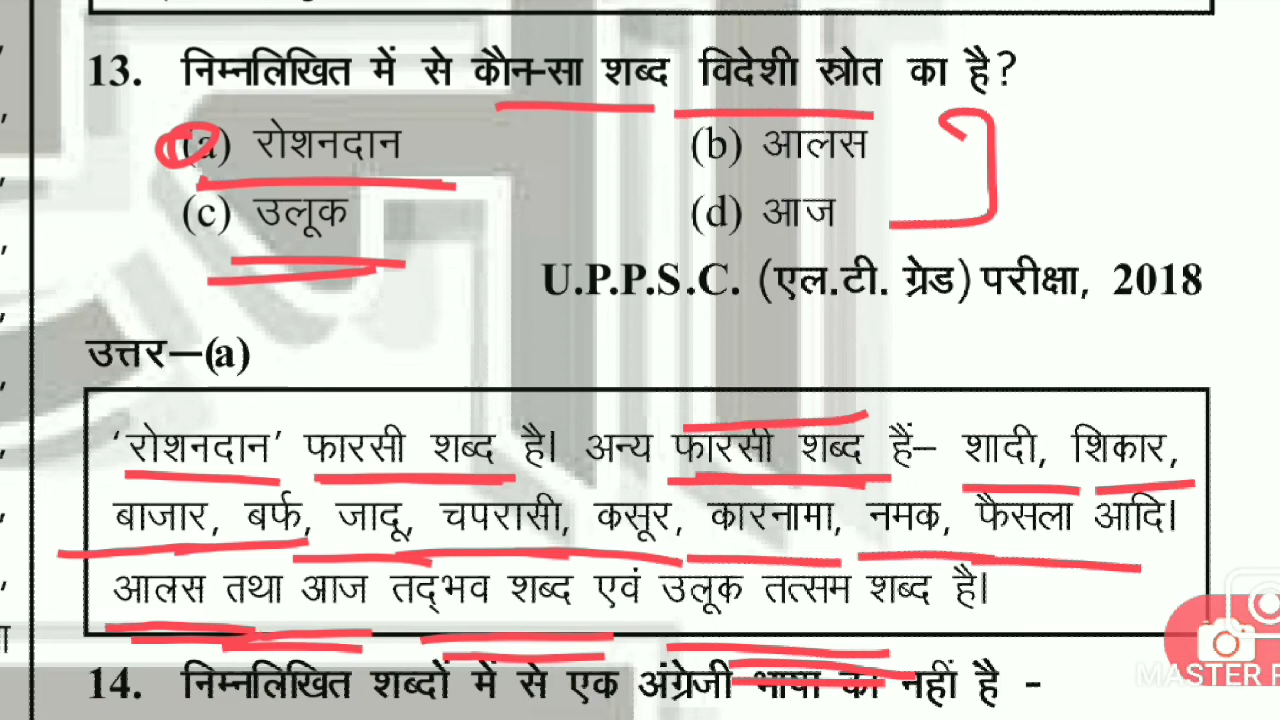 13. निम्नलिखित में से कौन-सा शब्द विदेशी स्रोत का है?
(a) रोशनदान (b) आलस
(c) उलूक (d) आज
U.P.P.S.C. (एल.टी. ग्रेड) परीक्षा, 2018
उत्तर—(a)
'रोशनदान' फारसी शब्द है। अन्य फारसी शब्द हैं– शादी, शिकार,
बाजार, बर्फ, जादू, चपरासी, कसूर, कारनामा, नमक, फैसला आदि।
आलस तथा आज तद्भव शब्द एवं उलूक तत्सम शब्द है।
14. निम्नलिखित शब्दों में से एक अंग्रेजी भाषा का नहीं है -
MASTER